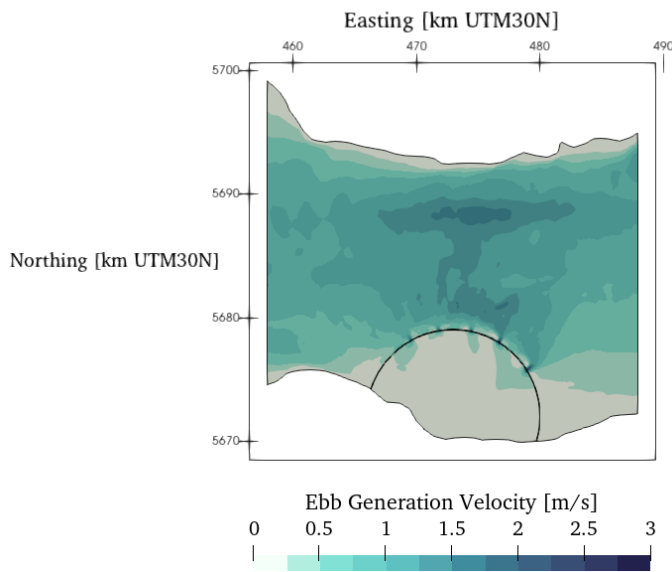 Easting [km UTM30N]
460 470 480 490
5700
5690
Northing [km UTM30N]
5680
5670
Ebb Generation Velocity [m/s]
0 0.5 1 1.5 2 2.5 3